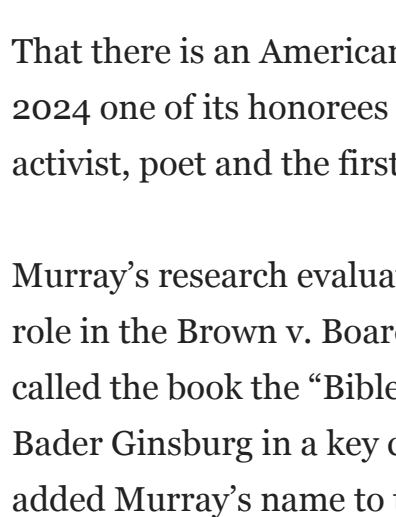 That there is an American
2024 one of its honorees
activist, poet and the first
Murray’s research evalua
role in the Brown v. Boar
called the book the “Bible
Bader Ginsburg in a key
added Murray’s name to